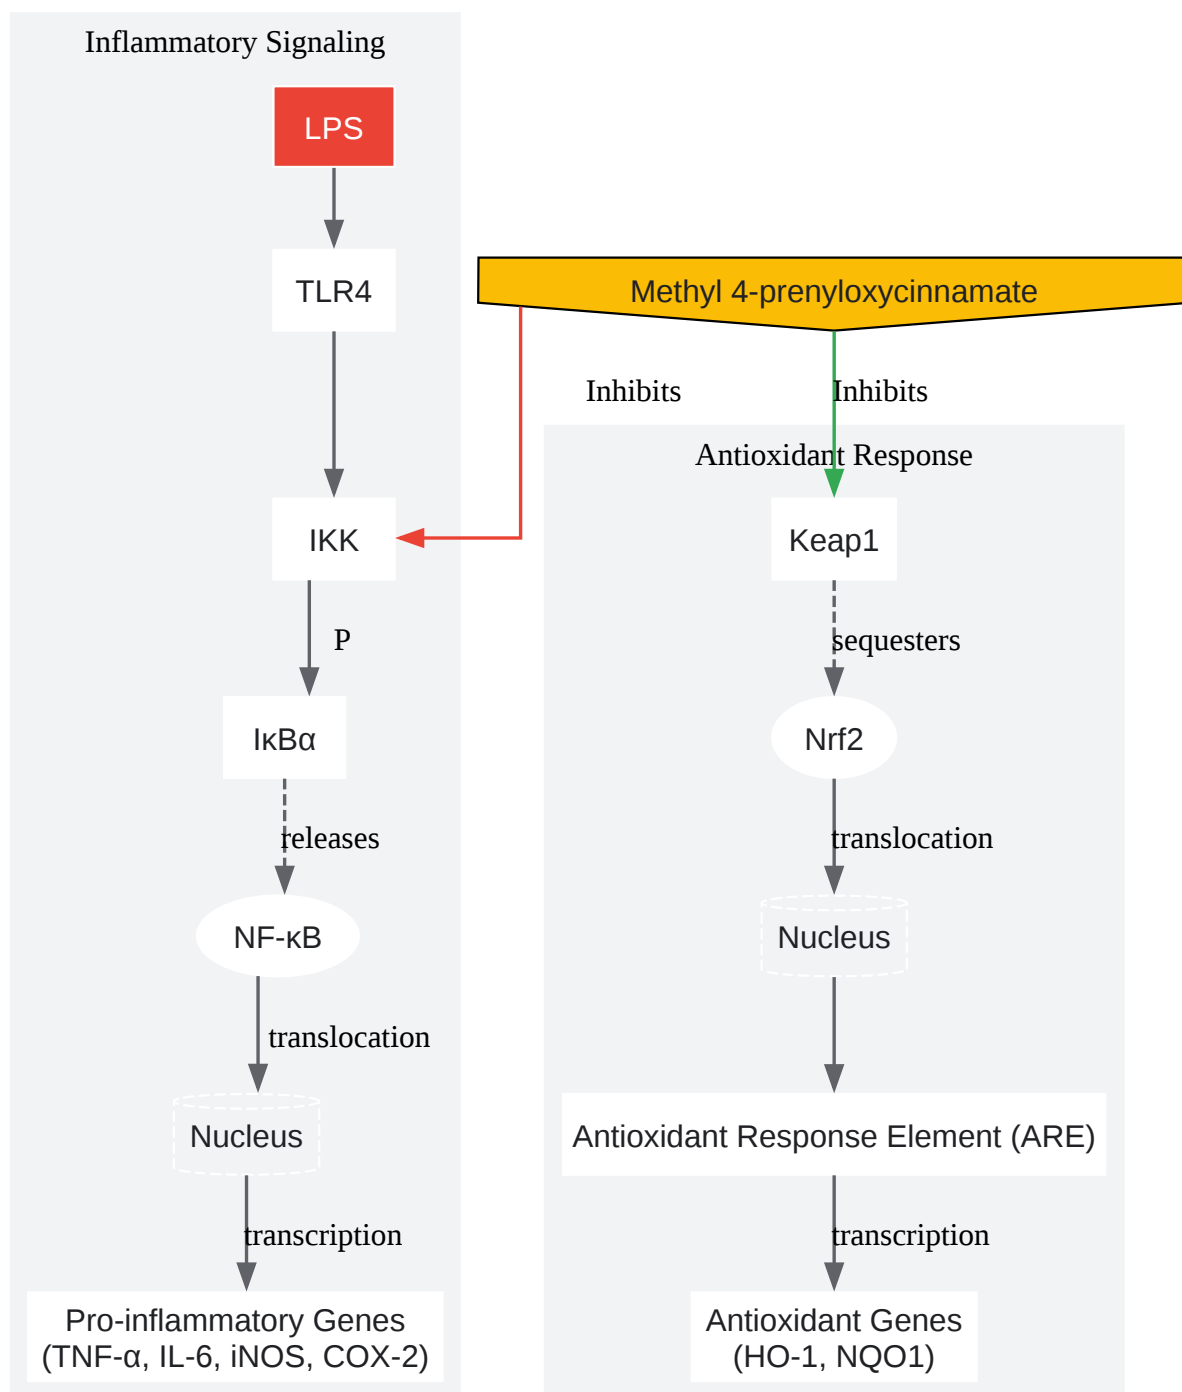 Inflammatory Signaling
LPS
TLR4
Methyl 4-prenyloxycinnamate
Inhibits
Inhibits
Antioxidant Response
IKK
Keap1
P
sequesters
IκBα
Nrf2
releases
translocation
NF-κB
Nucleus
translocation
Nucleus
Antioxidant Response Element (ARE)
transcription
transcription
Pro-inflammatory Genes
(TNF-α, IL-6, iNOS, COX-2)
Antioxidant Genes
(HO-1, NQO1)